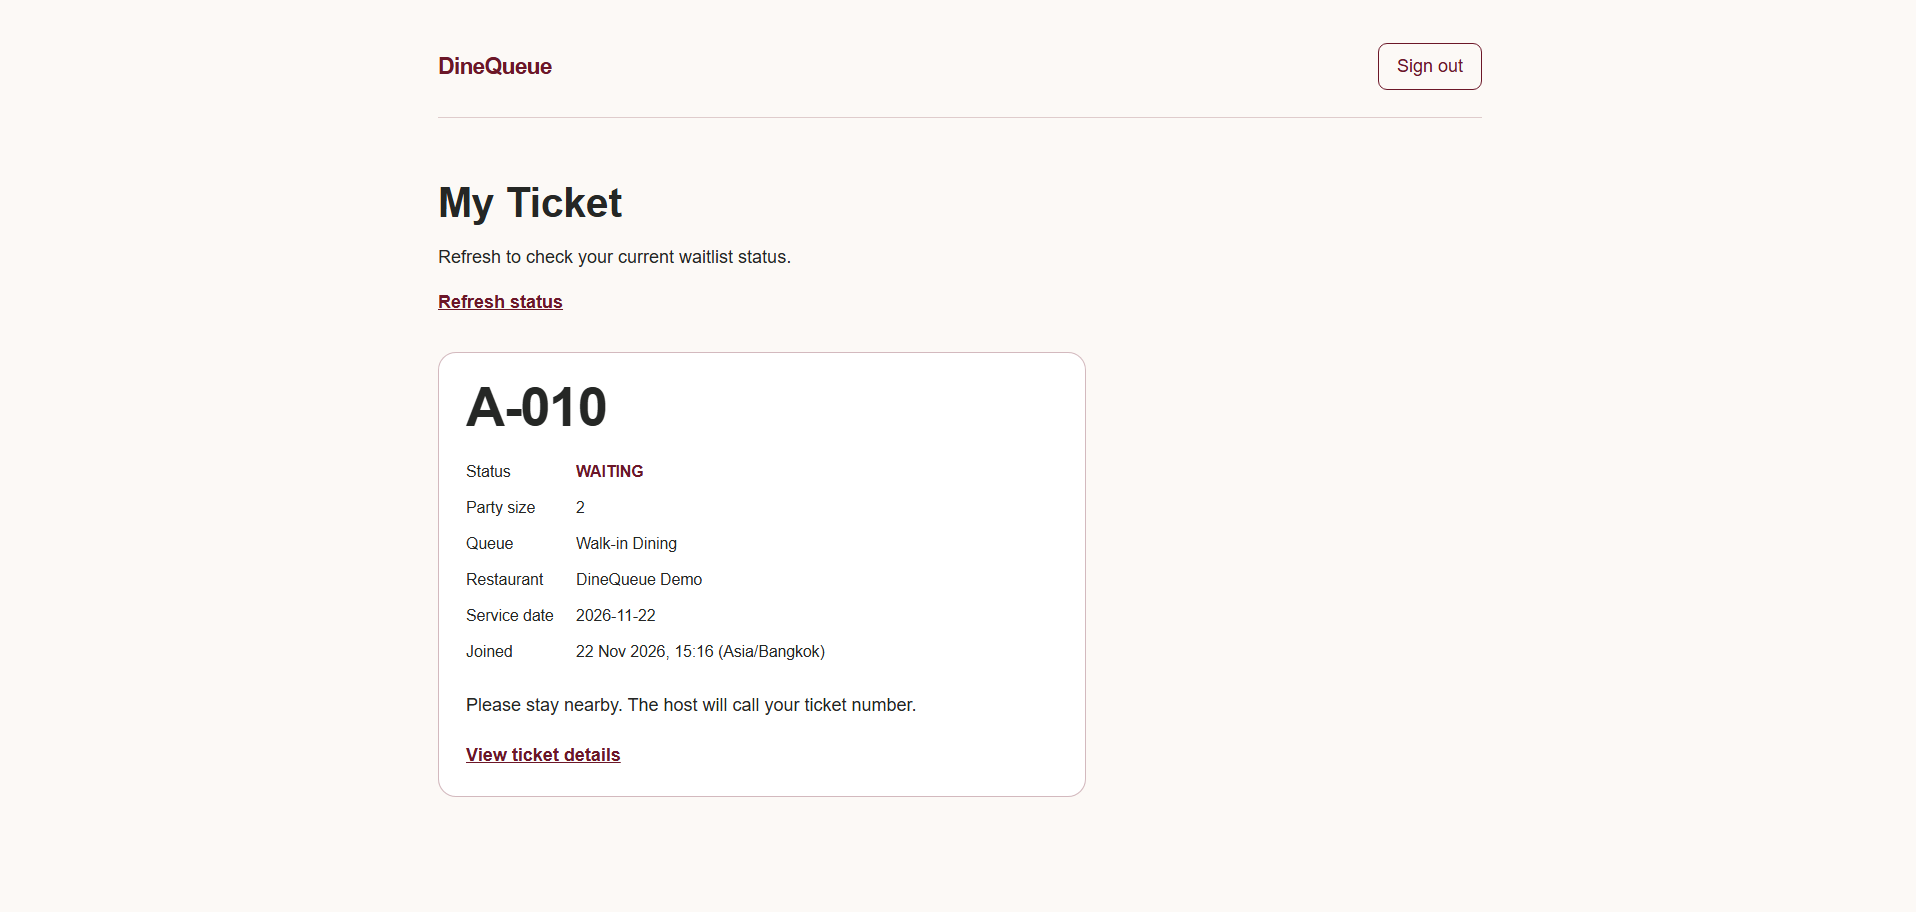 DineQueue
Sign out
My Ticket
Refresh to check your current waitlist status.
Refresh status
A-010
Status WAITING
Party size 2
Queue Walk-in Dining
Restaurant DineQueue Demo
Service date 2026-11-22
Joined 22 Nov 2026, 15:16 (Asia/Bangkok)
Please stay nearby. The host will call your ticket number.
View ticket details